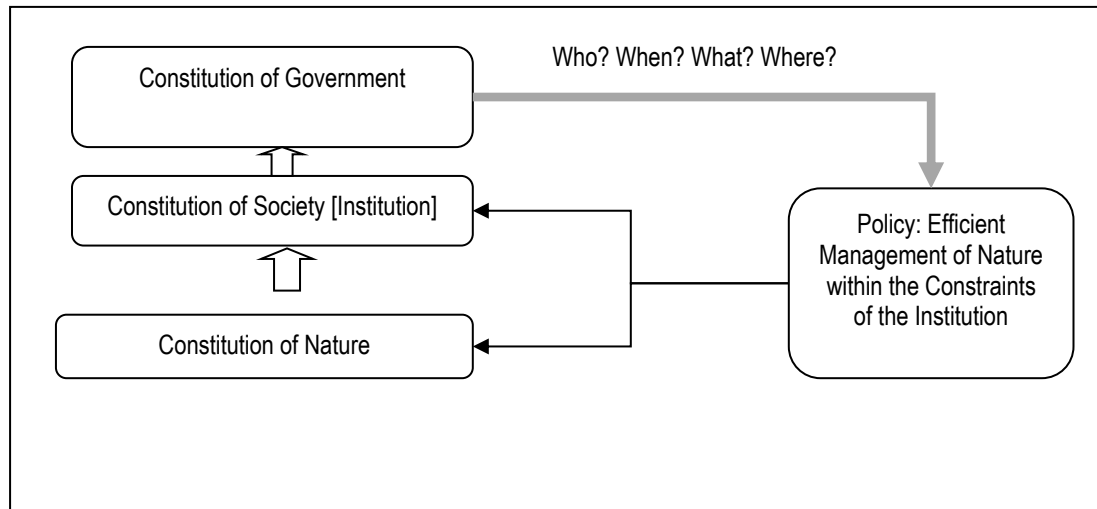 Constitution of Government
Who? When? What? Where?
Constitution of Society [Institution]
Constitution of Nature
Policy: Efficient
Management of Nature
within the Constraints
of the Institution